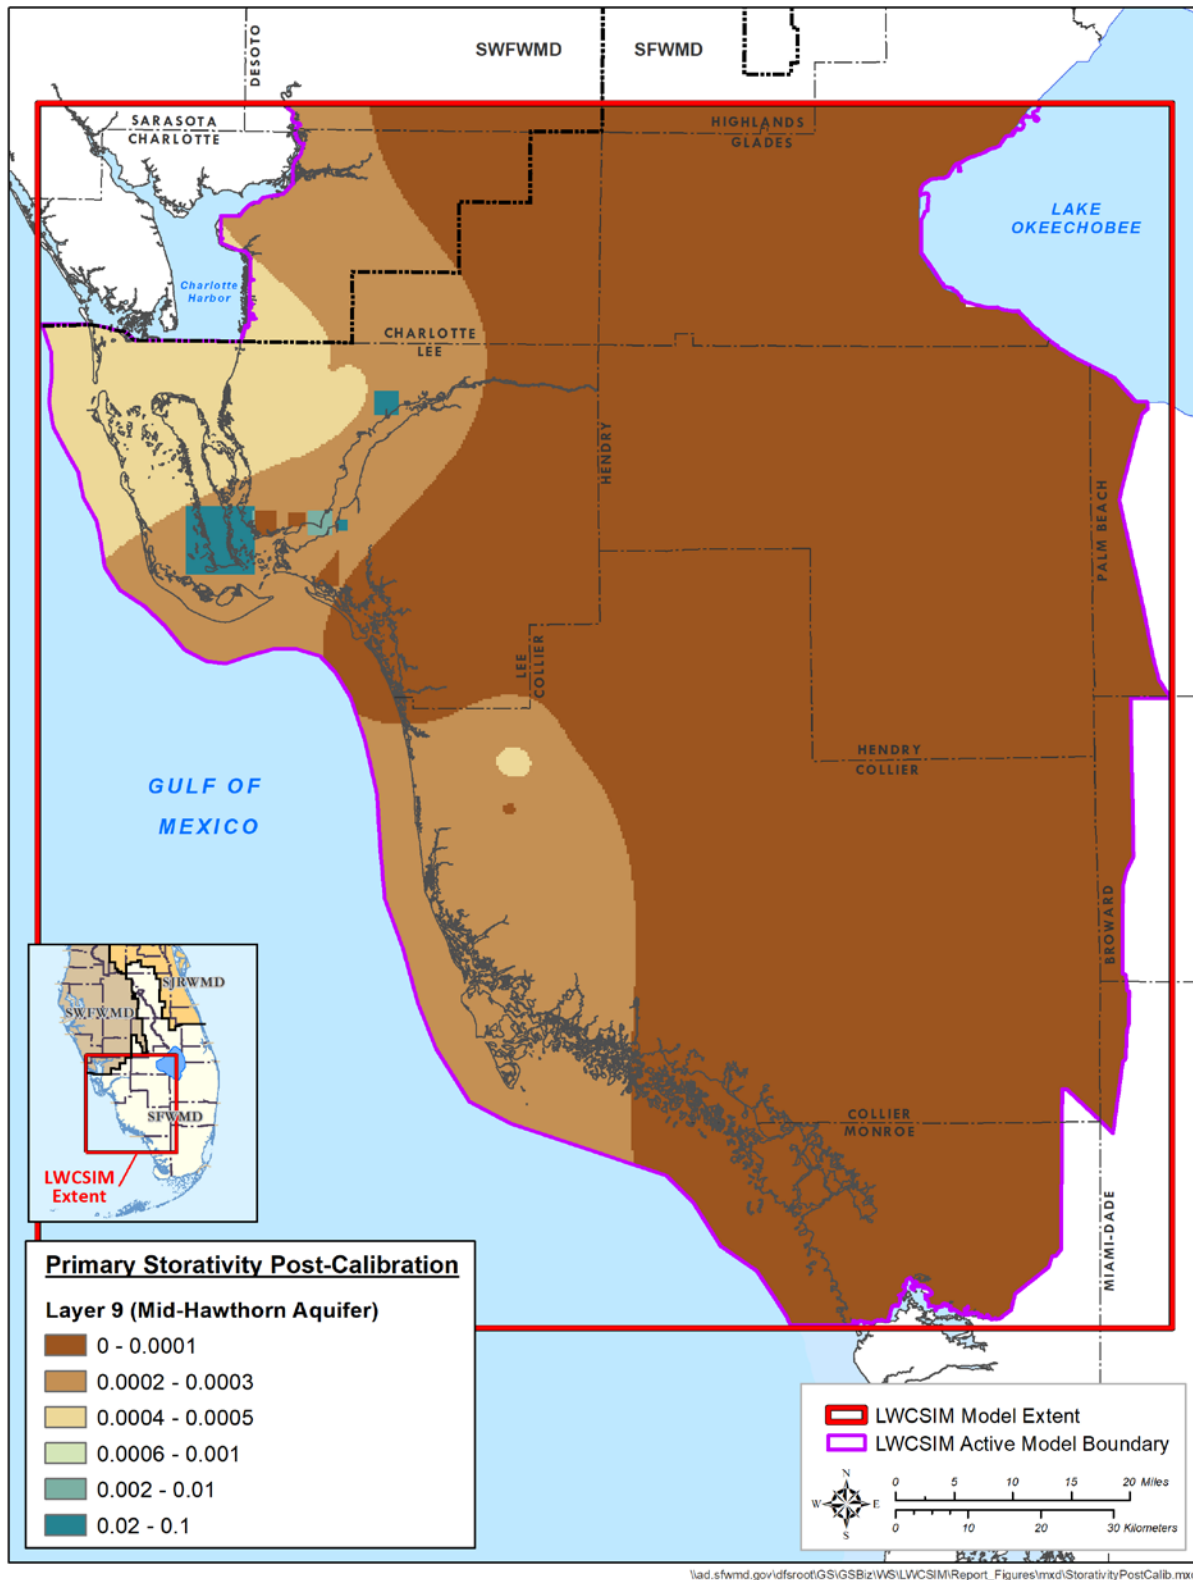 DESOTO
SWFWMD
SFWMD
SARASOTA
CHARLOTTE
HIGHLANDS
GLADES
LAKE
OKEECHOBEE
Charlotte
Harbor
CHARLOTTE
LEE
HENDRY
PALM BEACH
LEE
COLLIER
HENDRY
COLLIER
GULF OF
MEXICO
BROWARD
SJRWMD
SWFWMD
SFWMD
LWCSIM
Extent
COLLIER
MONROE
MIAMI-DADE
Primary Storativity Post-Calibration
Layer 9 (Mid-Hawthorn Aquifer)
0 - 0.0001
0.0002 - 0.0003
0.0004 - 0.0005
0.0006 - 0.001
0.002 - 0.01
0.02 - 0.1
LWCSIM Model Extent
LWCSIM Active Model Boundary
N
W E
S
0 5 10 15 20 Miles
0 10 20 30 Kilometers
\\ad.sfwmd.gov\dfsroot\GS\GSBiz\WS\LWCSIM\Report_Figures\mxd\StorativityPostCalib.mxd